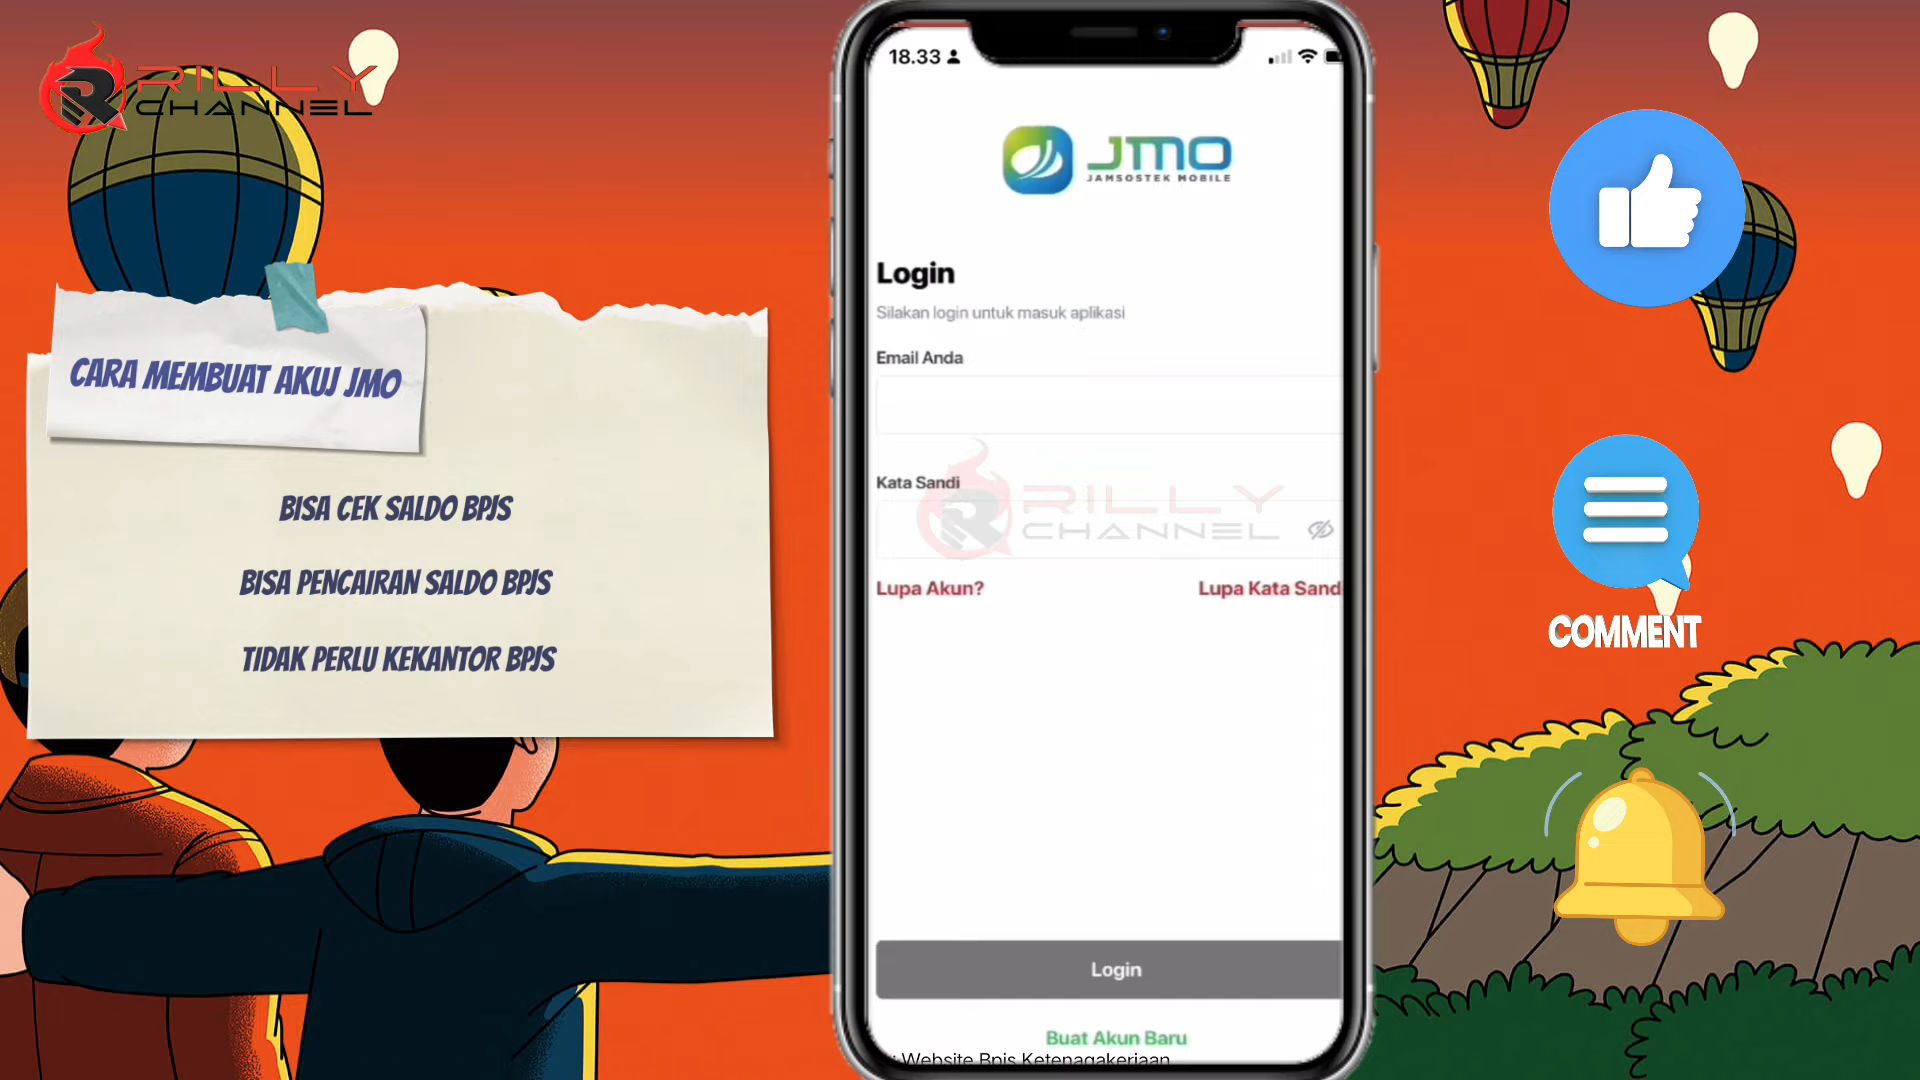 RILLY
CHANNEL
CARA MEMBUAT AKUJ JMO
BISA CEK SALDO BPJS
BISA PENCAIRAN SALDO BPJS
TIDAK PERLU KEKANTOR BPJS
18.33
JMO
JAMSOSTEK MOBILE
Login
Silakan login untuk masuk aplikasi
Email Anda
Kata Sandi
RILLY
CHANNEL
Lupa Akun?
Lupa Kata Sand
Login
Buat Akun Baru
: Website Bpjs Ketenagakerjaan
COMMENT